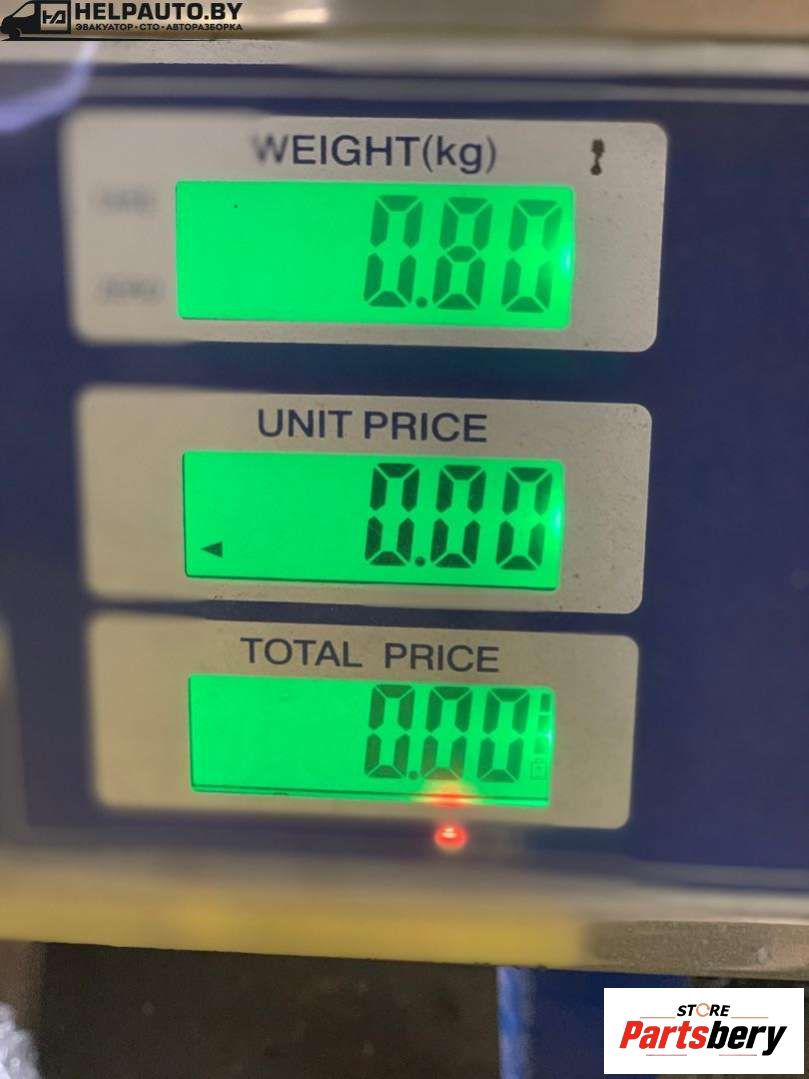 HELPAUTO.BY
ЭВАКУАТОР • СТО • АВТОРАЗБОРКА
WEIGHT(kg)
0.80
UNIT PRICE
0.00
TOTAL PRICE
0.00
STORE
Partsbery